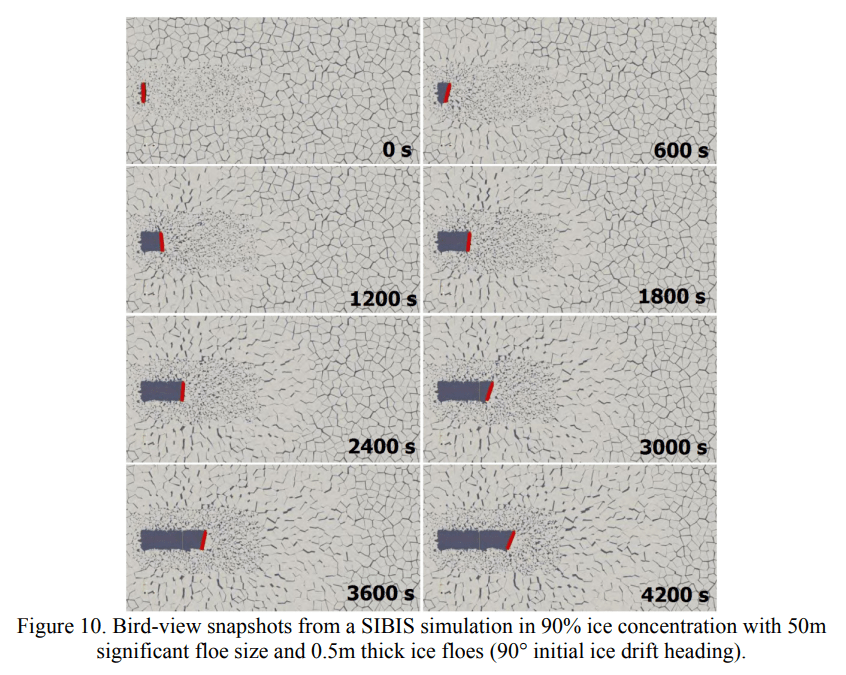 0 s
600 s
1200 s
1800 s
2400 s
3000 s
3600 s
4200 s
Figure 10. Bird-view snapshots from a SIBIS simulation in 90% ice concentration with 50m
significant floe size and 0.5m thick ice floes (90° initial ice drift heading).